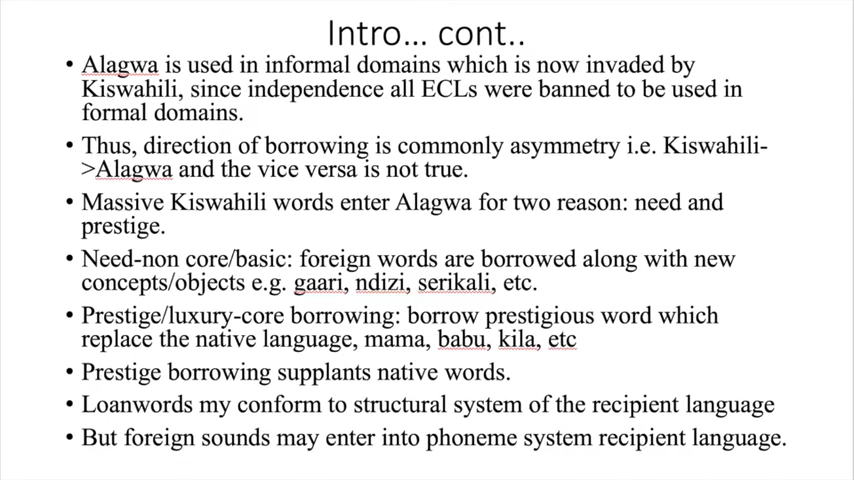 Intro... cont..
• Alagwa is used in informal domains which is now invaded by
Kiswahili, since independence all ECLs were banned to be used in
formal domains.
• Thus, direction of borrowing is commonly asymmetry i.e. Kiswahili-
>Alagwa and the vice versa is not true.
• Massive Kiswahili words enter Alagwa for two reason: need and
prestige.
• Need-non core/basic: foreign words are borrowed along with new
concepts/objects e.g. gaari, ndizi, serikali, etc.
• Prestige/luxury-core borrowing: borrow prestigious word which
replace the native language, mama, babu, kila, etc
• Prestige borrowing supplants native words.
• Loanwords my conform to structural system of the recipient language
• But foreign sounds may enter into phoneme system recipient language.